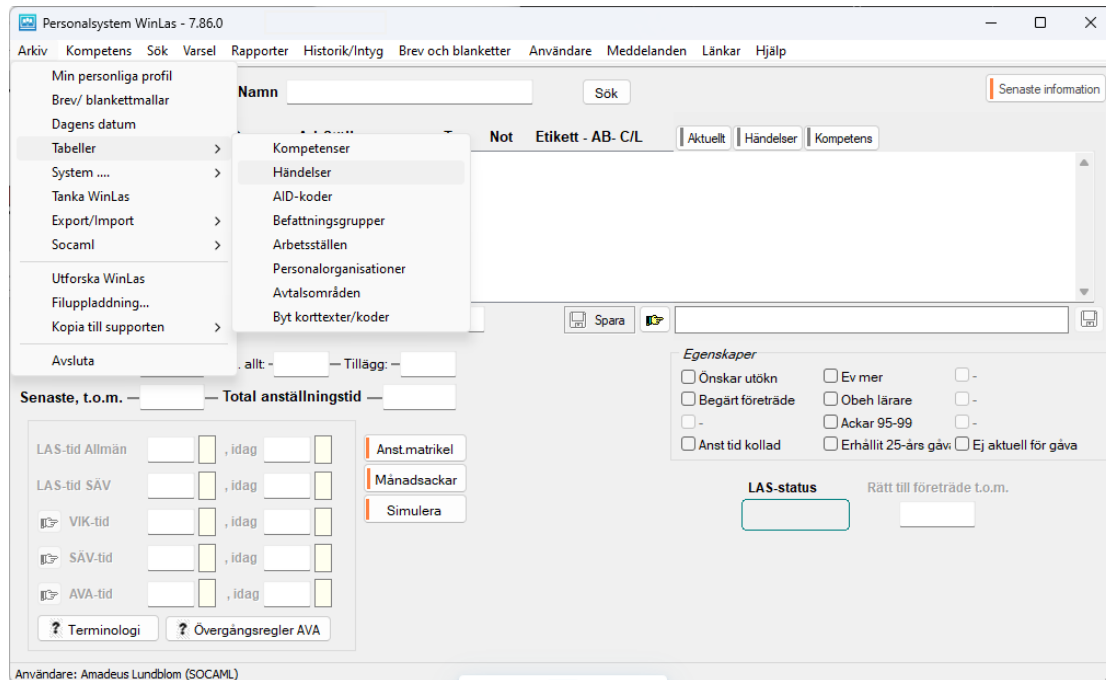 Personalsystem WinLas - 7.86.0
Arkiv Kompetens Sök Varsel Rapporter Historik/Intyg Brev och blanketter Användare Meddelanden Länkar Hjälp
Min personliga profil
Brev/ blankettmallar
Dagens datum
Tabeller
System ....
Tanka WinLas
Export/Import
Socaml
Utforska WinLas
Filuppladdning...
Kopia till supporten
Avsluta
Kompetenser
Händelser
AID-koder
Befattningsgrupper
Arbetsställen
Personalorganisationer
Avtalsområden
Byt korttexter/koder
Namn Sök Senaste information
Not Etikett - AB- C/L Aktuellt Händelser Kompetens
Spara
. allt: - Tillägg: -
Senaste, t.o.m. Total anställningstid
Egenskaper
Önskar utökn Ev mer -
Begärt företräde Obeh lärare -
- Ackar 95-99 -
Anst tid kollad Erhållit 25-års gåv Ej aktuell för gåva
LAS-tid Allmän , idag
LAS-tid SÄV , idag
VIK-tid , idag
SÄV-tid , idag
AVA-tid , idag
? Terminologi ? Övergångsregler AVA
Anst.matrikel
Månadsackar
Simulera
LAS-status Rätt till företräde t.o.m.
Användare: Amadeus Lundblom (SOCAML)